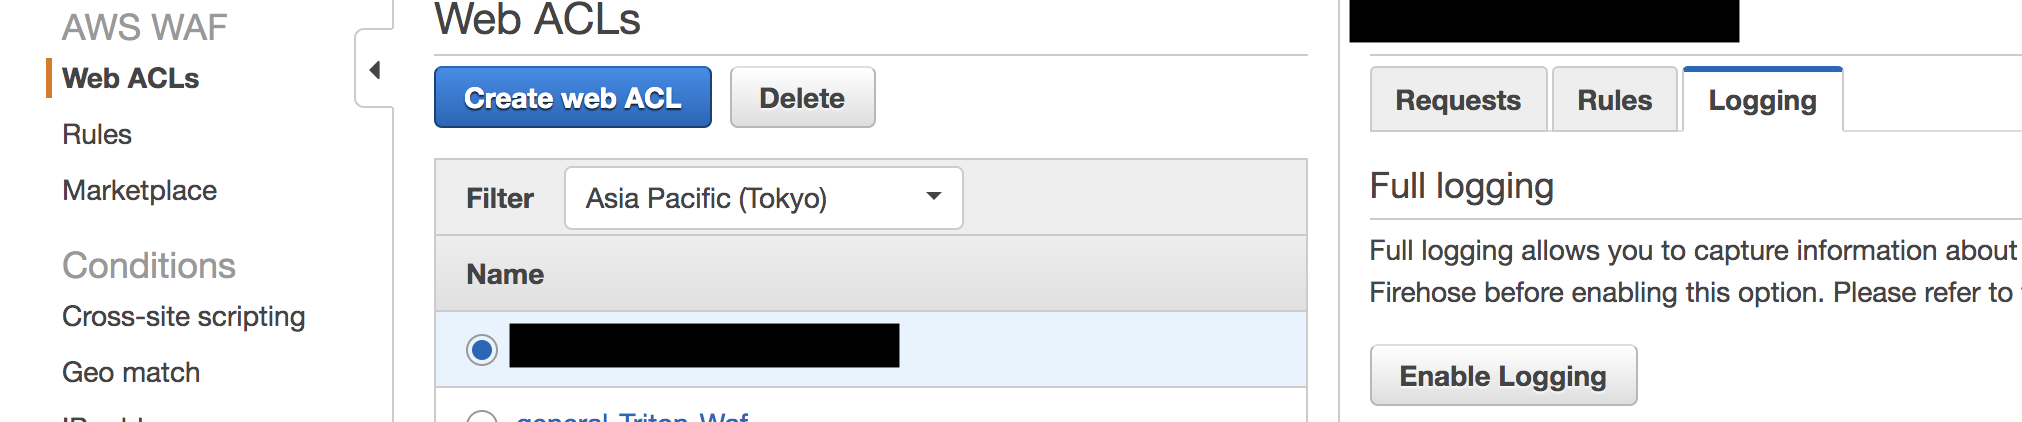 AWS WAF
Web ACLs
Rules
Marketplace
Conditions
Cross-site scripting
Geo match
Web ACLs
Create web ACL
Delete
Filter
Asia Pacific (Tokyo)
Name
general-Triton-Waf
Requests
Rules
Logging
Full logging
Full logging allows you to capture information about
Firehose before enabling this option. Please refer to
Enable Logging